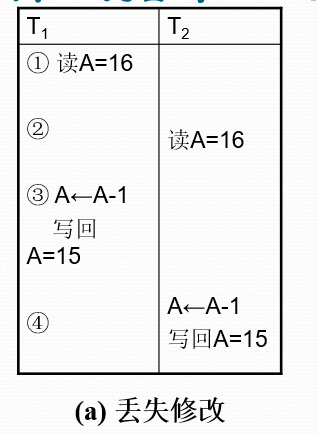 T1
T2
① 读A=16
②
读A=16
③ A←A-1
写回
A=15
④
A←A-1
写回A=15
(a) 丢失修改